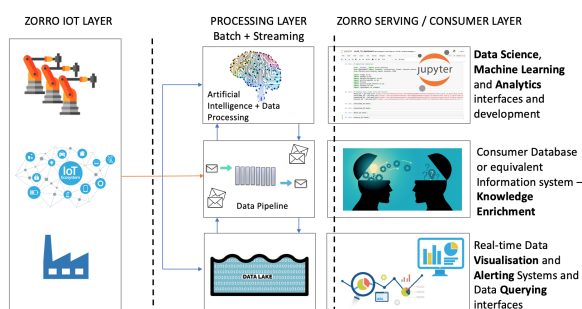 ZORRO IOT LAYER
PROCESSING LAYER
Batch + Streaming
ZORRO SERVING / CONSUMER LAYER
Artificial
Intelligence + Data
Processing
jupyter
Data Science,
Machine Learning
and Analytics
interfaces and
development
IoT
Ecosystem
Data Pipeline
Consumer Database
or equivalent
Information system –
Knowledge
Enrichment
DATA LAKE
Real-time Data
Visualisation and
Alerting Systems and
Data Querying
interfaces